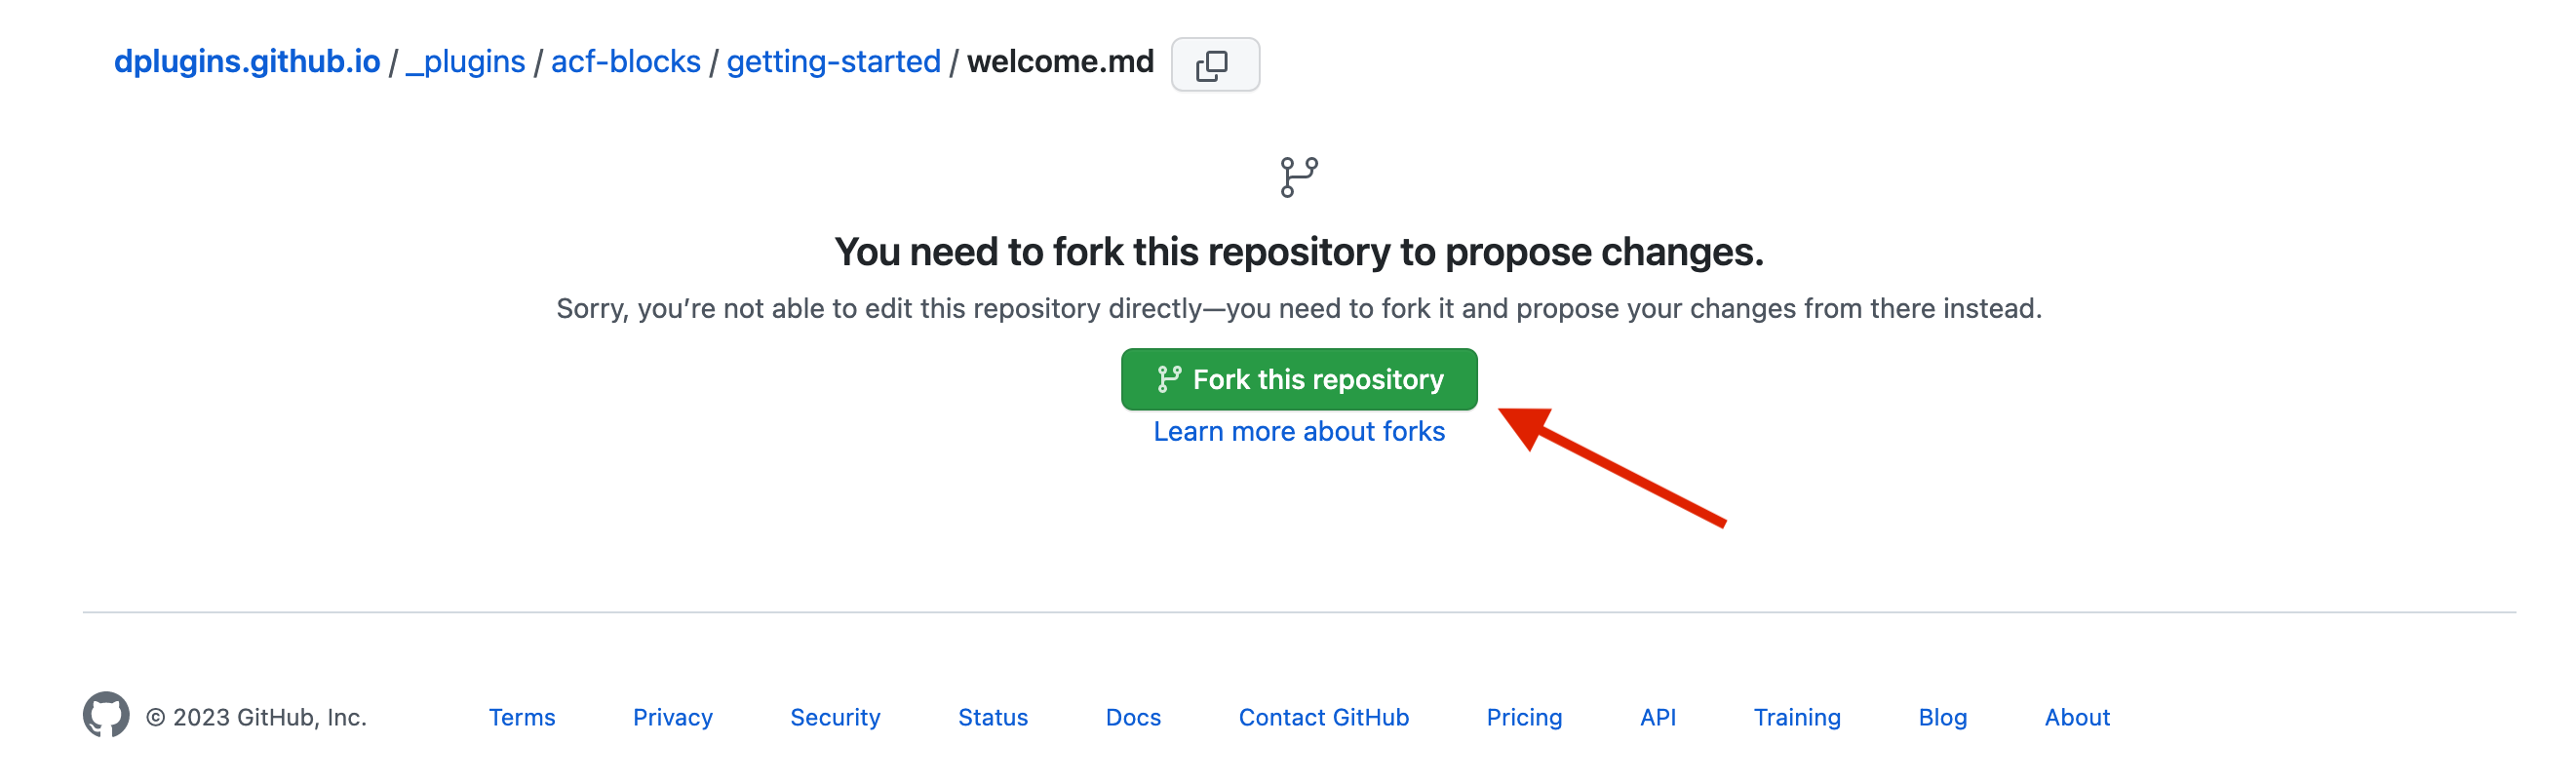 dplugins.github.io / _plugins / acf-blocks / getting-started / welcome.md
You need to fork this repository to propose changes.
Sorry, you’re not able to edit this repository directly—you need to fork it and propose your changes from there instead.
Fork this repository
Learn more about forks
© 2023 GitHub, Inc. Terms Privacy Security Status Docs Contact GitHub Pricing API Training Blog About